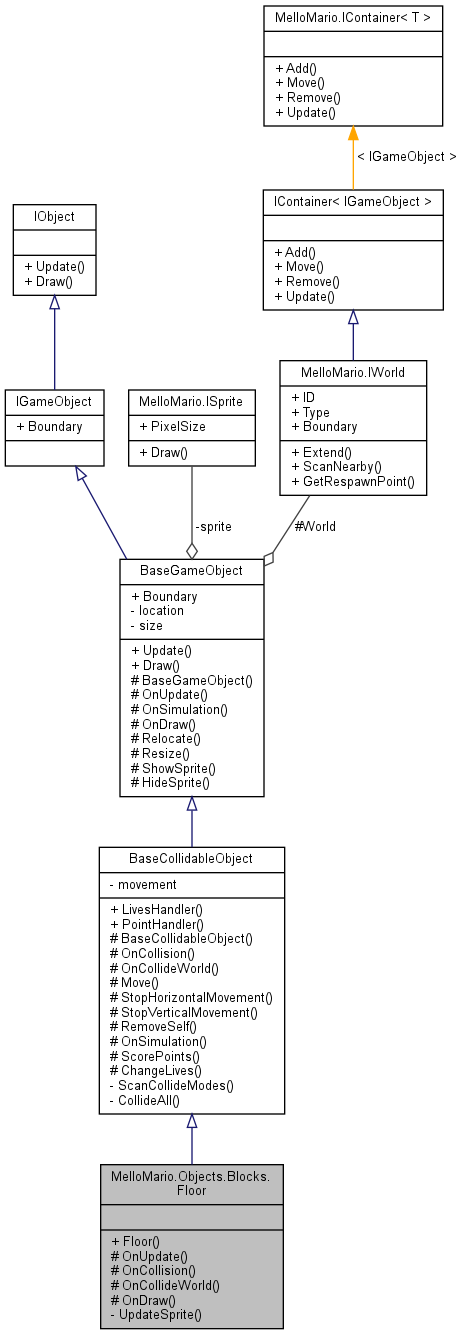 MelloMario.IContainer< T >
+ Add()
+ Move()
+ Remove()
+ Update()
< IGameObject >
IContainer< IGameObject >
+ Add()
+ Move()
+ Remove()
+ Update()
IObject
+ Update()
+ Draw()
IGameObject
+ Boundary
MelloMario.ISprite
+ PixelSize
+ Draw()
MelloMario.IWorld
+ ID
+ Type
+ Boundary
+ Extend()
+ ScanNearby()
+ GetRespawnPoint()
-sprite
#World
BaseGameObject
+ Boundary
- location
- size
+ Update()
+ Draw()
# BaseGameObject()
# OnUpdate()
# OnSimulation()
# OnDraw()
# Relocate()
# Resize()
# ShowSprite()
# HideSprite()
BaseCollidableObject
- movement
+ LivesHandler()
+ PointHandler()
# BaseCollidableObject()
# OnCollision()
# OnCollideWorld()
# Move()
# StopHorizontalMovement()
# StopVerticalMovement()
# RemoveSelf()
# OnSimulation()
# ScorePoints()
# ChangeLives()
- ScanCollideModes()
- CollideAll()
MelloMario.Objects.Blocks.
Floor
+ Floor()
# OnUpdate()
# OnCollision()
# OnCollideWorld()
# OnDraw()
- UpdateSprite()